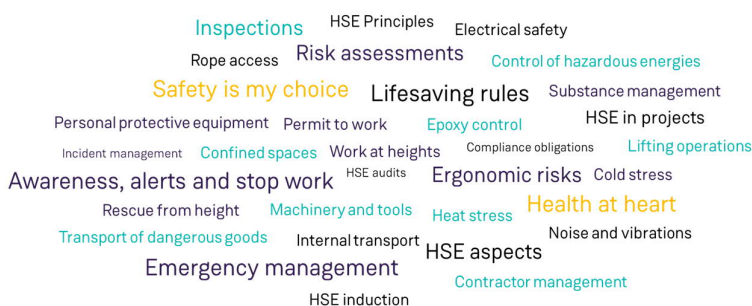 HSE Principles
Inspections
Electrical safety
Rope access
Risk assessments
Control of hazardous energies
Safety is my choice
Lifesaving rules
Substance management
Personal protective equipment
Permit to work
Epoxy control
HSE in projects
Incident management
Confined spaces
Work at heights
Compliance obligations
Lifting operations
Awareness, alerts and stop work
HSE audits
Ergonomic risks
Cold stress
Rescue from height
Machinery and tools
Heat stress
Health at heart
Transport of dangerous goods
Internal transport
HSE aspects
Noise and vibrations
Emergency management
Contractor management
HSE induction